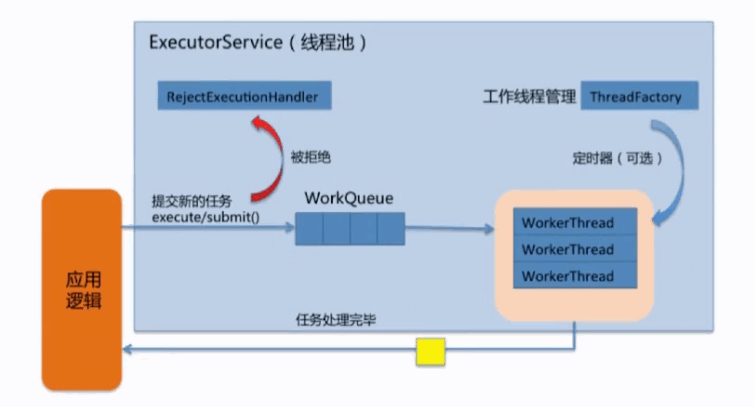 ExecutorService（线程池）
RejectExecutionHandler
工作线程管理
ThreadFactory
被拒绝
定时器（可选）
提交新的任务
execute/submit()
WorkQueue
WorkerThread
WorkerThread
WorkerThread
应用
逻辑
任务处理完毕